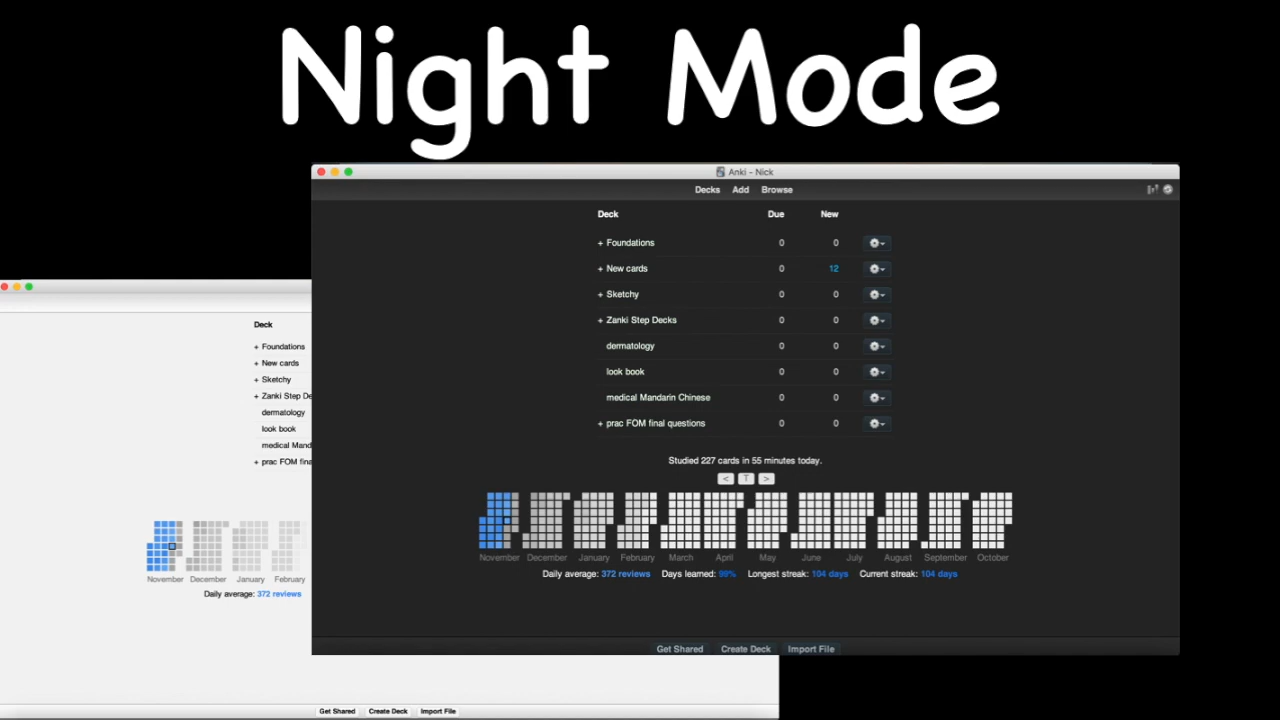 Night Mode
Anki - Nick
Decks Add Browse
Deck Due New
+ Foundations 0 0
+ New cards 0 12
+ Sketchy 0 0
+ Zanki Step Decks 0 0
dermatology 0 0
look book 0 0
medical Mandarin Chinese 0 0
+ prac FOM final questions 0 0
Studied 227 cards in 55 minutes today.
< T >
November December January February March April May June July August September October
Daily average: 372 reviews Days learned: 99% Longest streak: 104 days Current streak: 104 days
Get Shared Create Deck Import File
Deck
+ Foundations
+ New cards
+ Sketchy
+ Zanki Step De
dermatology
look book
medical Mand
+ prac FOM fina
November December January February
Daily average: 372 reviews
Get Shared Create Deck Import File